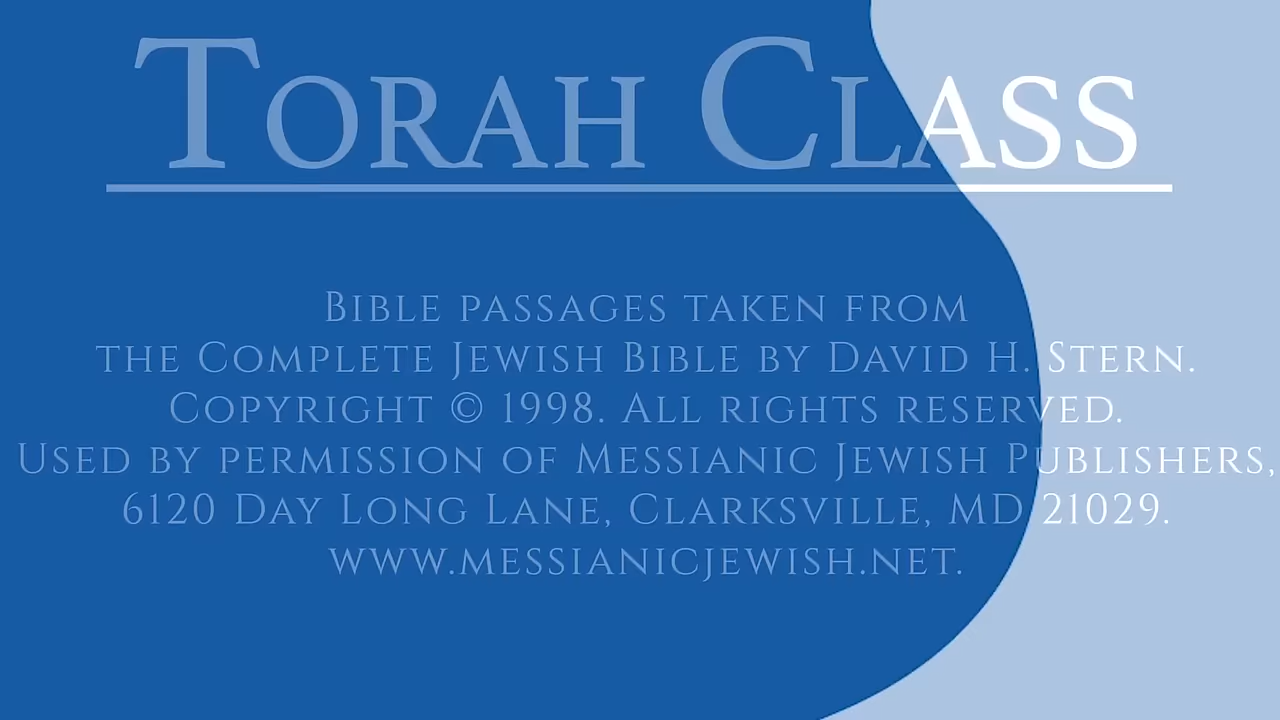 Torah Class
Bible passages taken from
the Complete Jewish Bible by David H. Stern.
Copyright © 1998. All rights reserved.
Used by permission of Messianic Jewish Publishers,
6120 Day Long Lane, Clarksville, MD 21029.
www.messianicjewish.net.